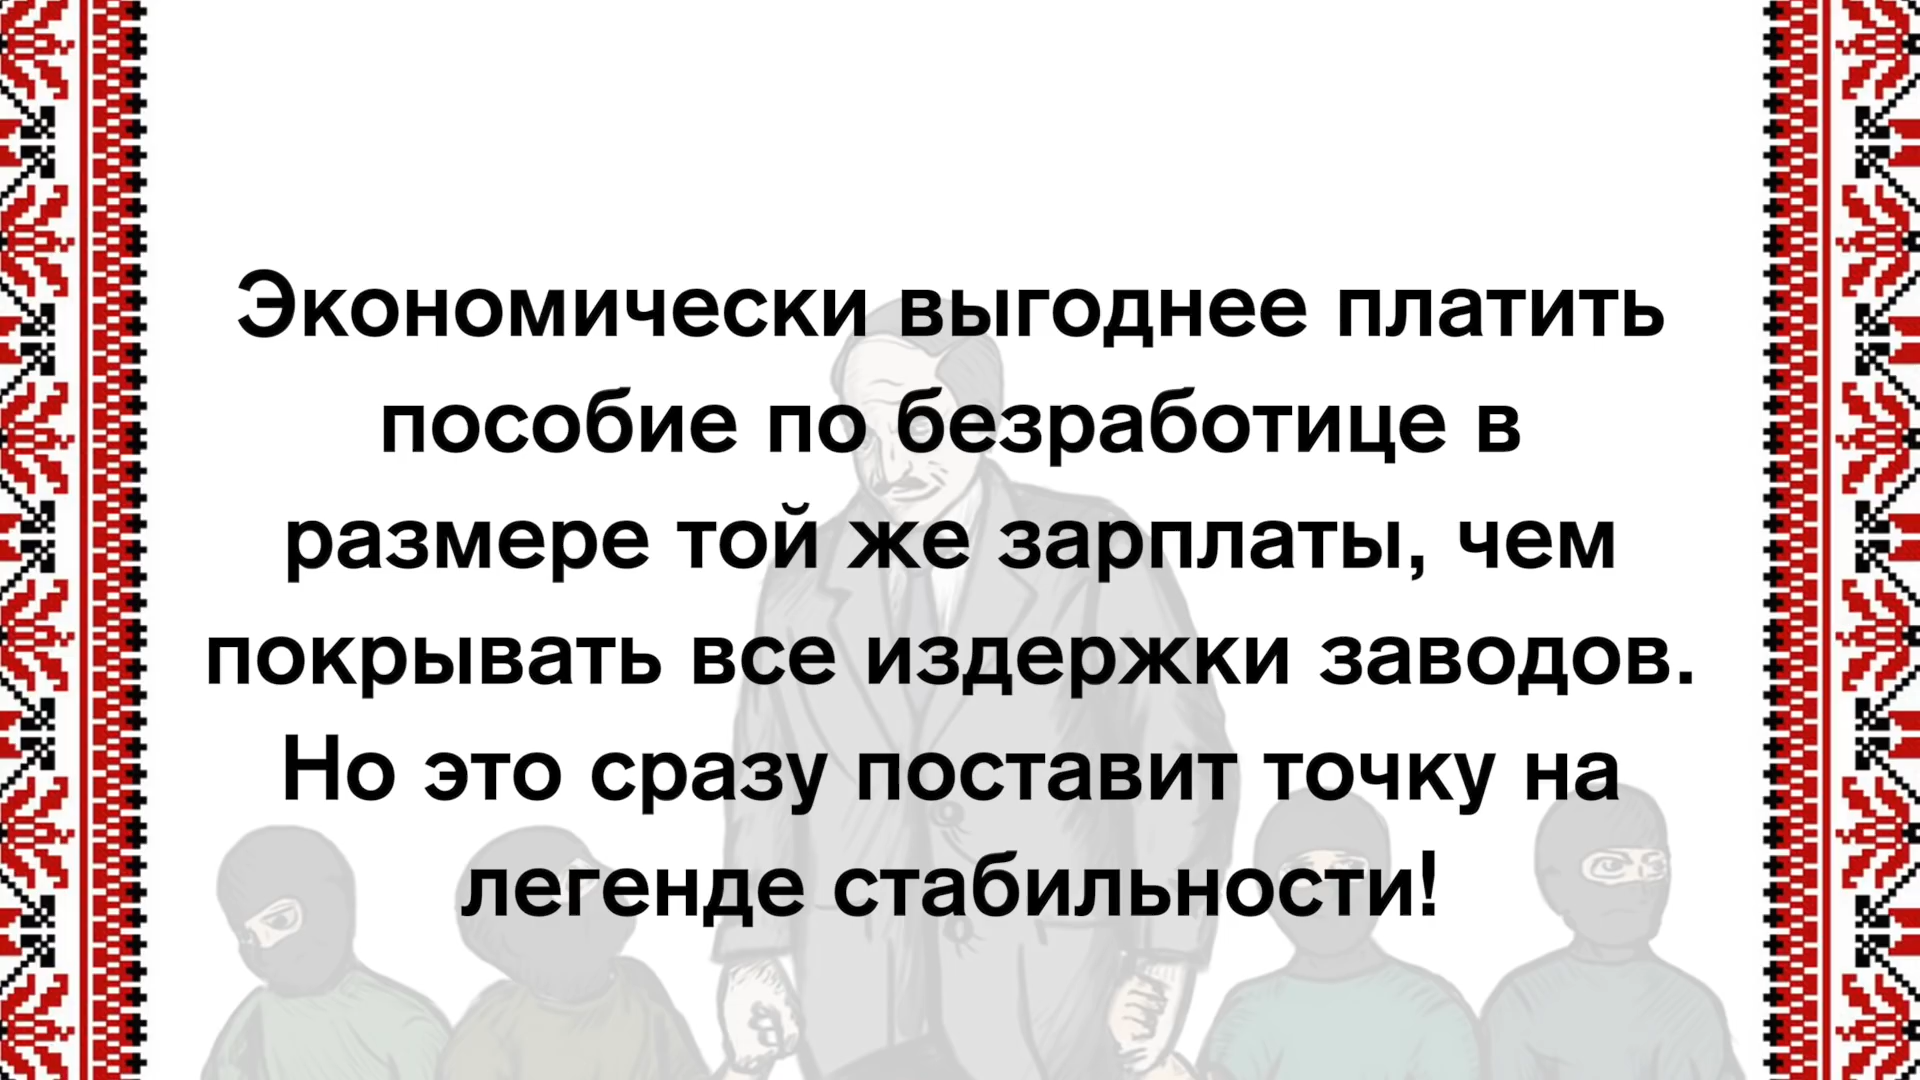 Экономически выгоднее платить
пособие по безработице в
размере той же зарплаты, чем
покрывать все издержки заводов.
Но это сразу поставит точку на
легенде стабильности!